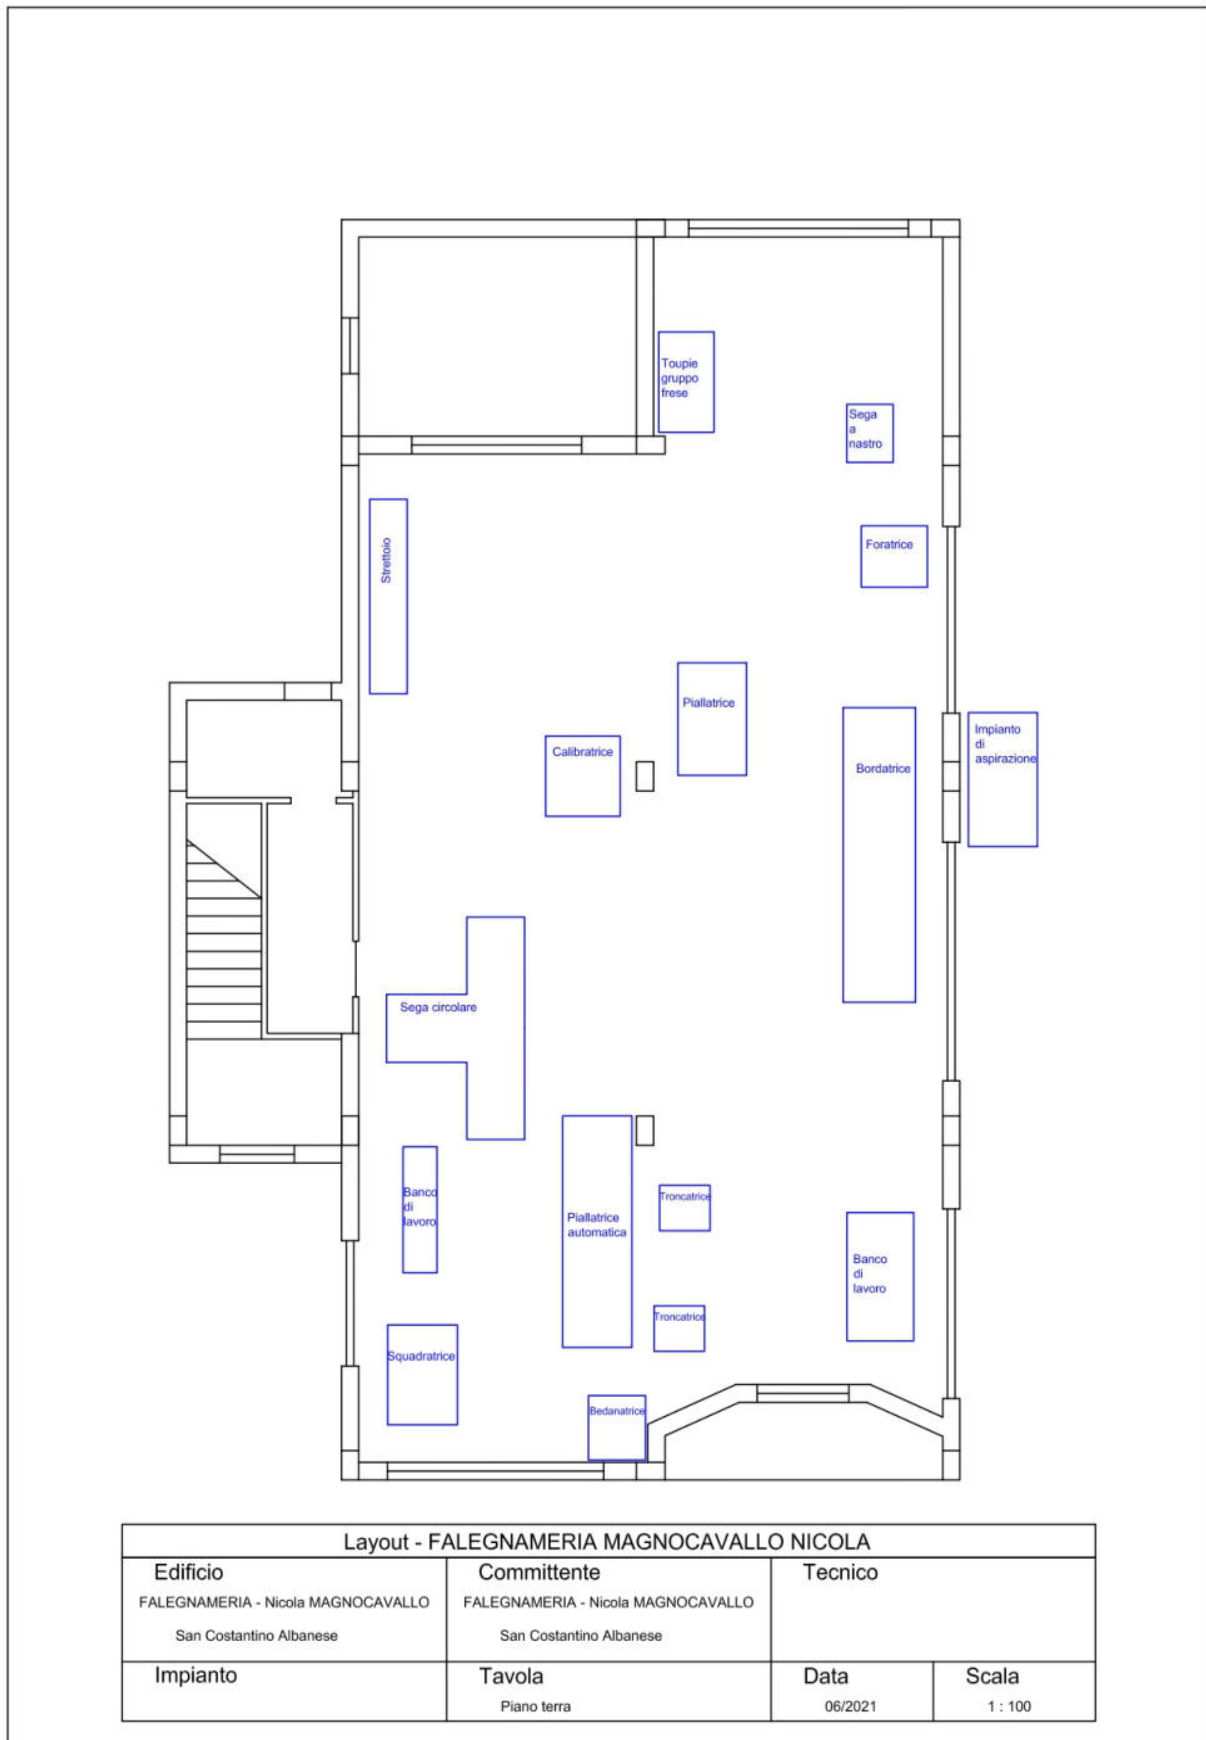 Toupie
gruppo
frese
Sega
a
nastro
Strettoio
Foratrice
Piallatrice
Impianto
di
aspirazione
Calibratrice
Bordatrice
Sega circolare
Banco
di
lavoro
Troncatrice
Piallatrice
automatica
Banco
di
lavoro
Troncatrice
Squadratrice
Bedanatrice
Layout - FALEGNAMERIA MAGNOCAVALLO NICOLA
Edificio
FALEGNAMERIA - Nicola MAGNOCAVALLO
San Costantino Albanese
Committente
FALEGNAMERIA - Nicola MAGNOCAVALLO
San Costantino Albanese
Tecnico
Impianto
Tavola
Piano terra
Data
06/2021
Scala
1 : 100